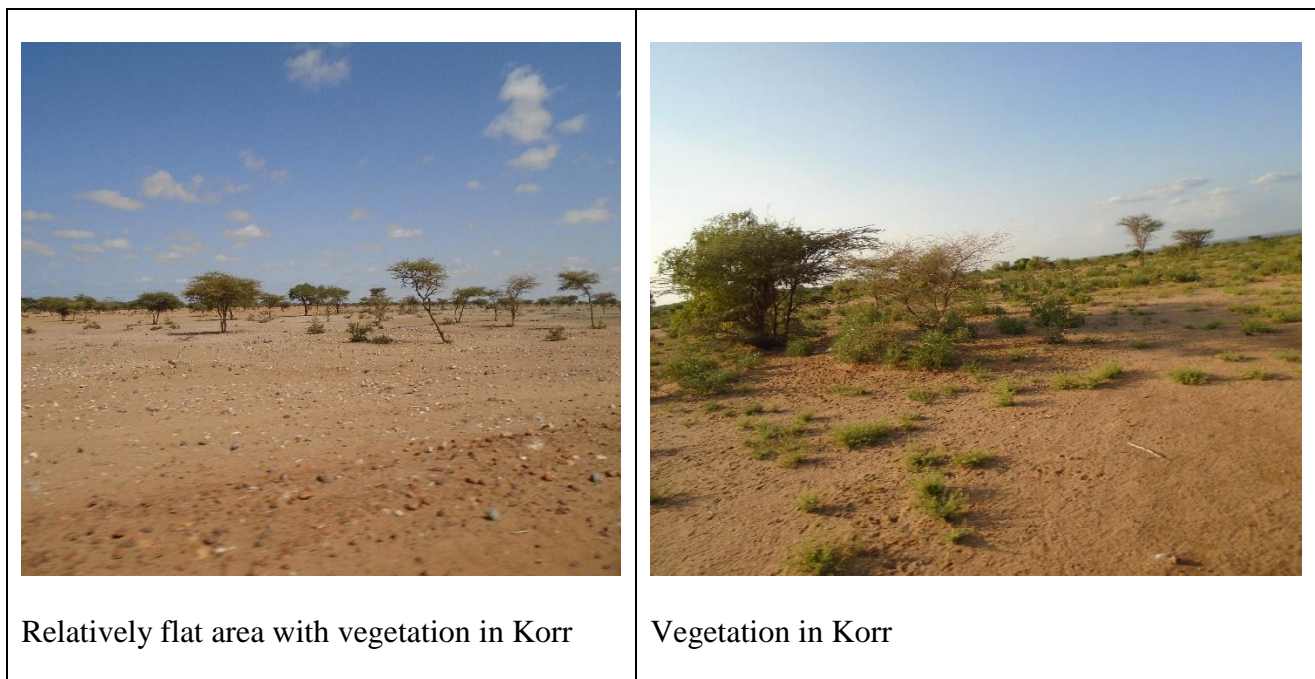 Relatively flat area with vegetation in Korr
Vegetation in Korr